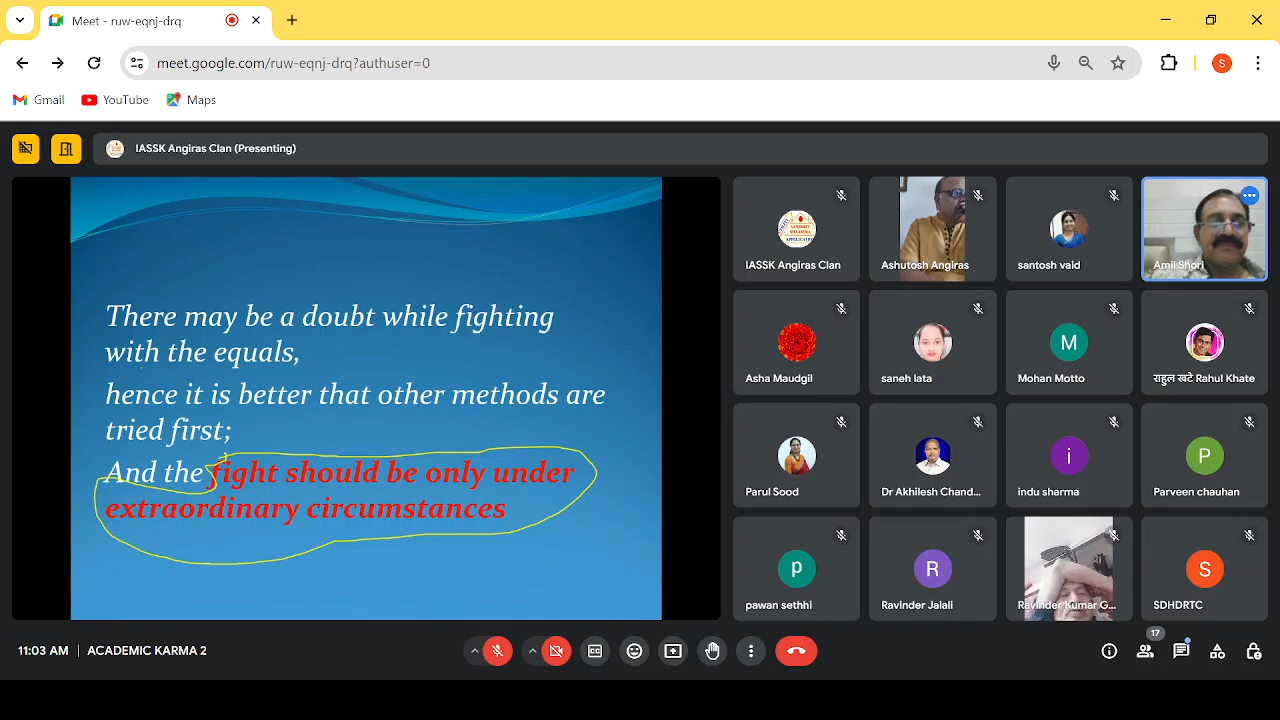 Meet - ruw-eqnj-drq
meet.google.com/ruw-eqnj-drq?authuser=0
S
Gmail
YouTube
Maps
IASSK Angiras Clan (Presenting)
There may be a doubt while fighting
with the equals,
hence it is better that other methods are
tried first;
And the fight should be only under
extraordinary circumstances
IASSK Angiras Clan
Ashutosh Angiras
santosh vaid
Amil Shori
Asha Maudgil
saneh lata
M
Mohan Motto
राहुल खटे Rahul Khate
Parul Sood
Dr Akhilesh Chand...
i
indu sharma
P
Parveen chauhan
p
pawan sethhi
R
Ravinder Jalali
Ravinder Kumar G...
S
SDHDRTC
11:03 AM
ACADEMIC KARMA 2
17